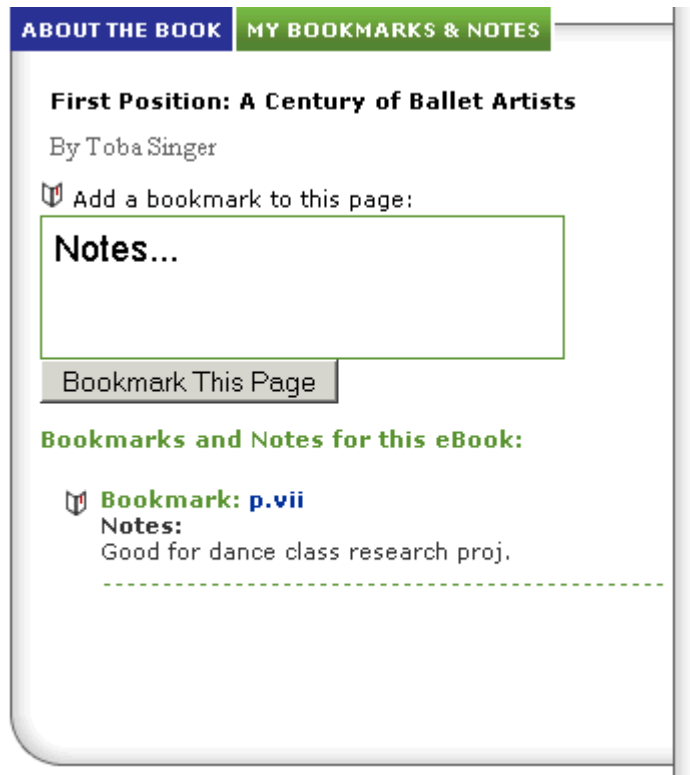 ABOUT THE BOOK MY BOOKMARKS & NOTES
First Position: A Century of Ballet Artists
By Toba Singer
Add a bookmark to this page:
Notes...
Bookmark This Page
Bookmarks and Notes for this eBook:
Bookmark: p.vii
Notes:
Good for dance class research proj.